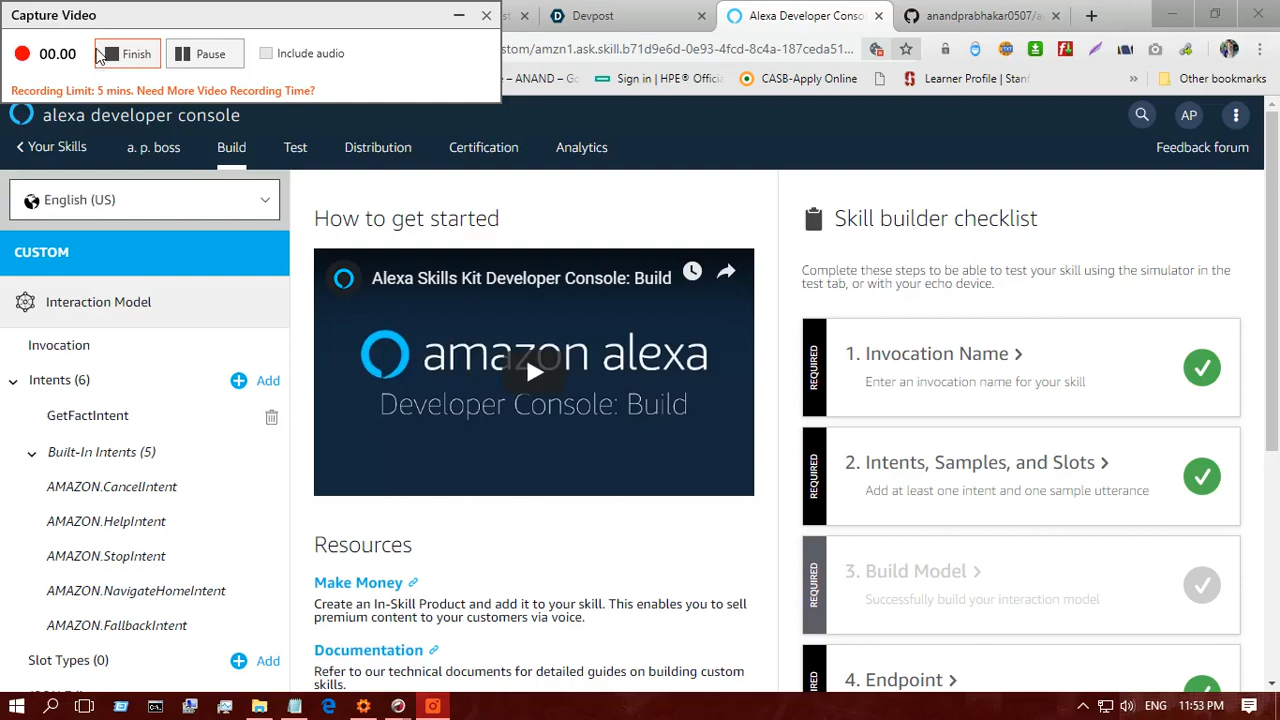 Capture Video
00.00
Finish
Pause
Include audio
Recording Limit: 5 mins. Need More Video Recording Time?
Devpost
Alexa Developer Conso
anandprabhakar0507/a
om/amzn1.ask.skill.b71d9e6d-0e93-4fcd-8c4a-187ceda51...
– ANAND – Go
Sign in | HPE® Otumo
CASB-Apply Online
Learner Profile | Stanf
Other bookmarks
alexa developer console
AP
Your Skills
a. p. boss
Build
Test
Distribution
Certification
Analytics
Feedback forum
English (US)
CUSTOM
Interaction Model
Invocation
Intents (6)
Add
GetFactIntent
Built-In Intents (5)
AMAZON.CancelIntent
AMAZON.HelpIntent
AMAZON.StopIntent
AMAZON.NavigateHomeIntent
AMAZON.FallbackIntent
Slot Types (0)
Add
How to get started
Alexa Skills Kit Developer Console: Build
amazon alexa
Developer Console: Build
Resources
Make Money
Create an In-Skill Product and add it to your skill. This enables you to sell
premium content to your customers via voice.
Documentation
Refer to our technical documents for detailed guides on building custom
skills.
Skill builder checklist
Complete these steps to be able to test your skill using the simulator in the
test tab, or with your echo device.
REQUIRED
1. Invocation Name
Enter an invocation name for your skill
REQUIRED
2. Intents, Samples, and Slots
Add at least one intent and one sample utterance
REQUIRED
3. Build Model
Successfully build your interaction model
4. Endpoint
ENG
11:53 PM